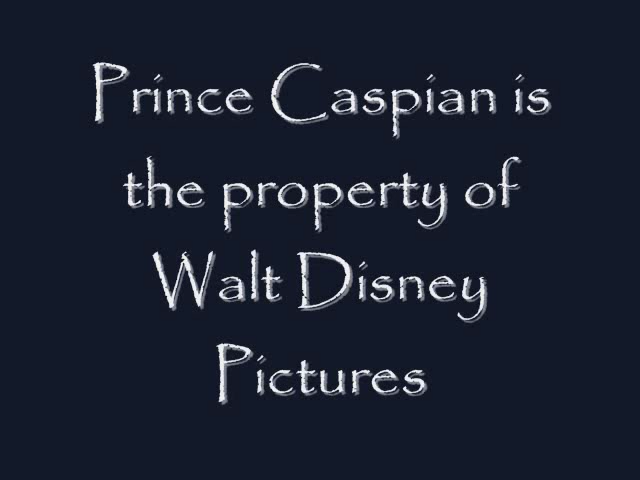 Prince Caspian is
the property of
Walt Disney
Pictures